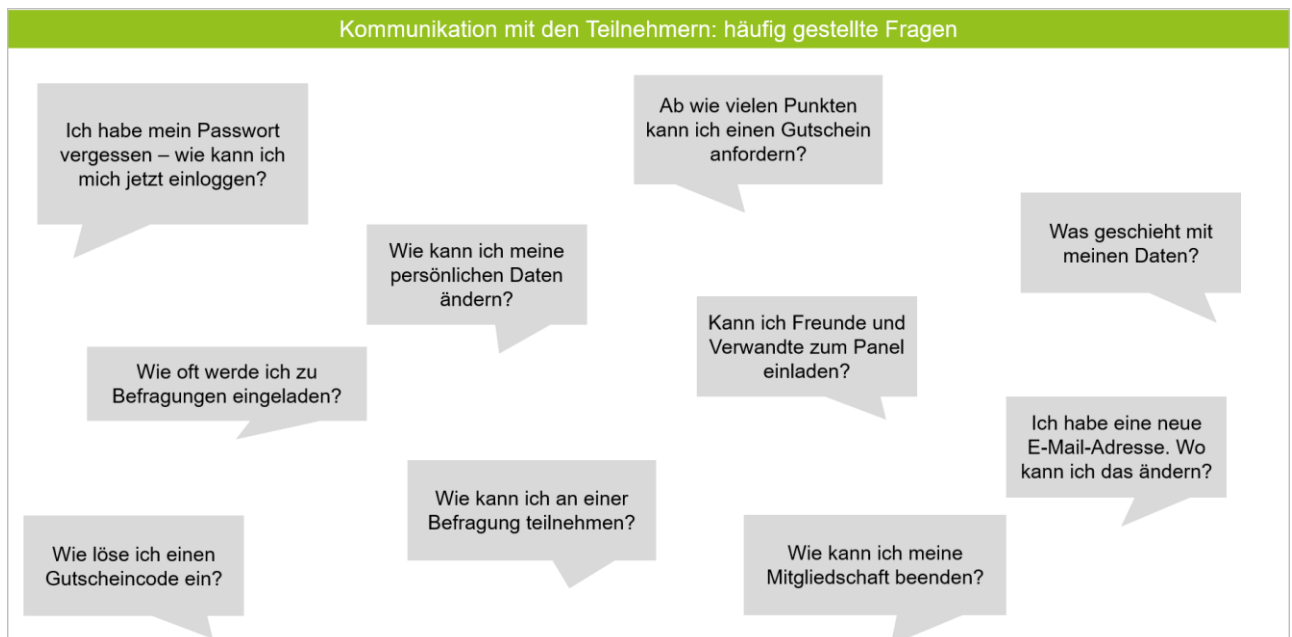 Kommunikation mit den Teilnehmern: häufig gestellte Fragen
Ich habe mein Passwort
vergessen – wie kann ich
mich jetzt einloggen?
Ab wie vielen Punkten
kann ich einen Gutschein
anfordern?
Wie kann ich meine
persönlichen Daten
ändern?
Was geschieht mit
meinen Daten?
Kann ich Freunde und
Verwandte zum Panel
einladen?
Wie oft werde ich zu
Befragungen eingeladen?
Ich habe eine neue
E-Mail-Adresse. Wo
kann ich das ändern?
Wie kann ich an einer
Befragung teilnehmen?
Wie löse ich einen
Gutscheincode ein?
Wie kann ich meine
Mitgliedschaft beenden?